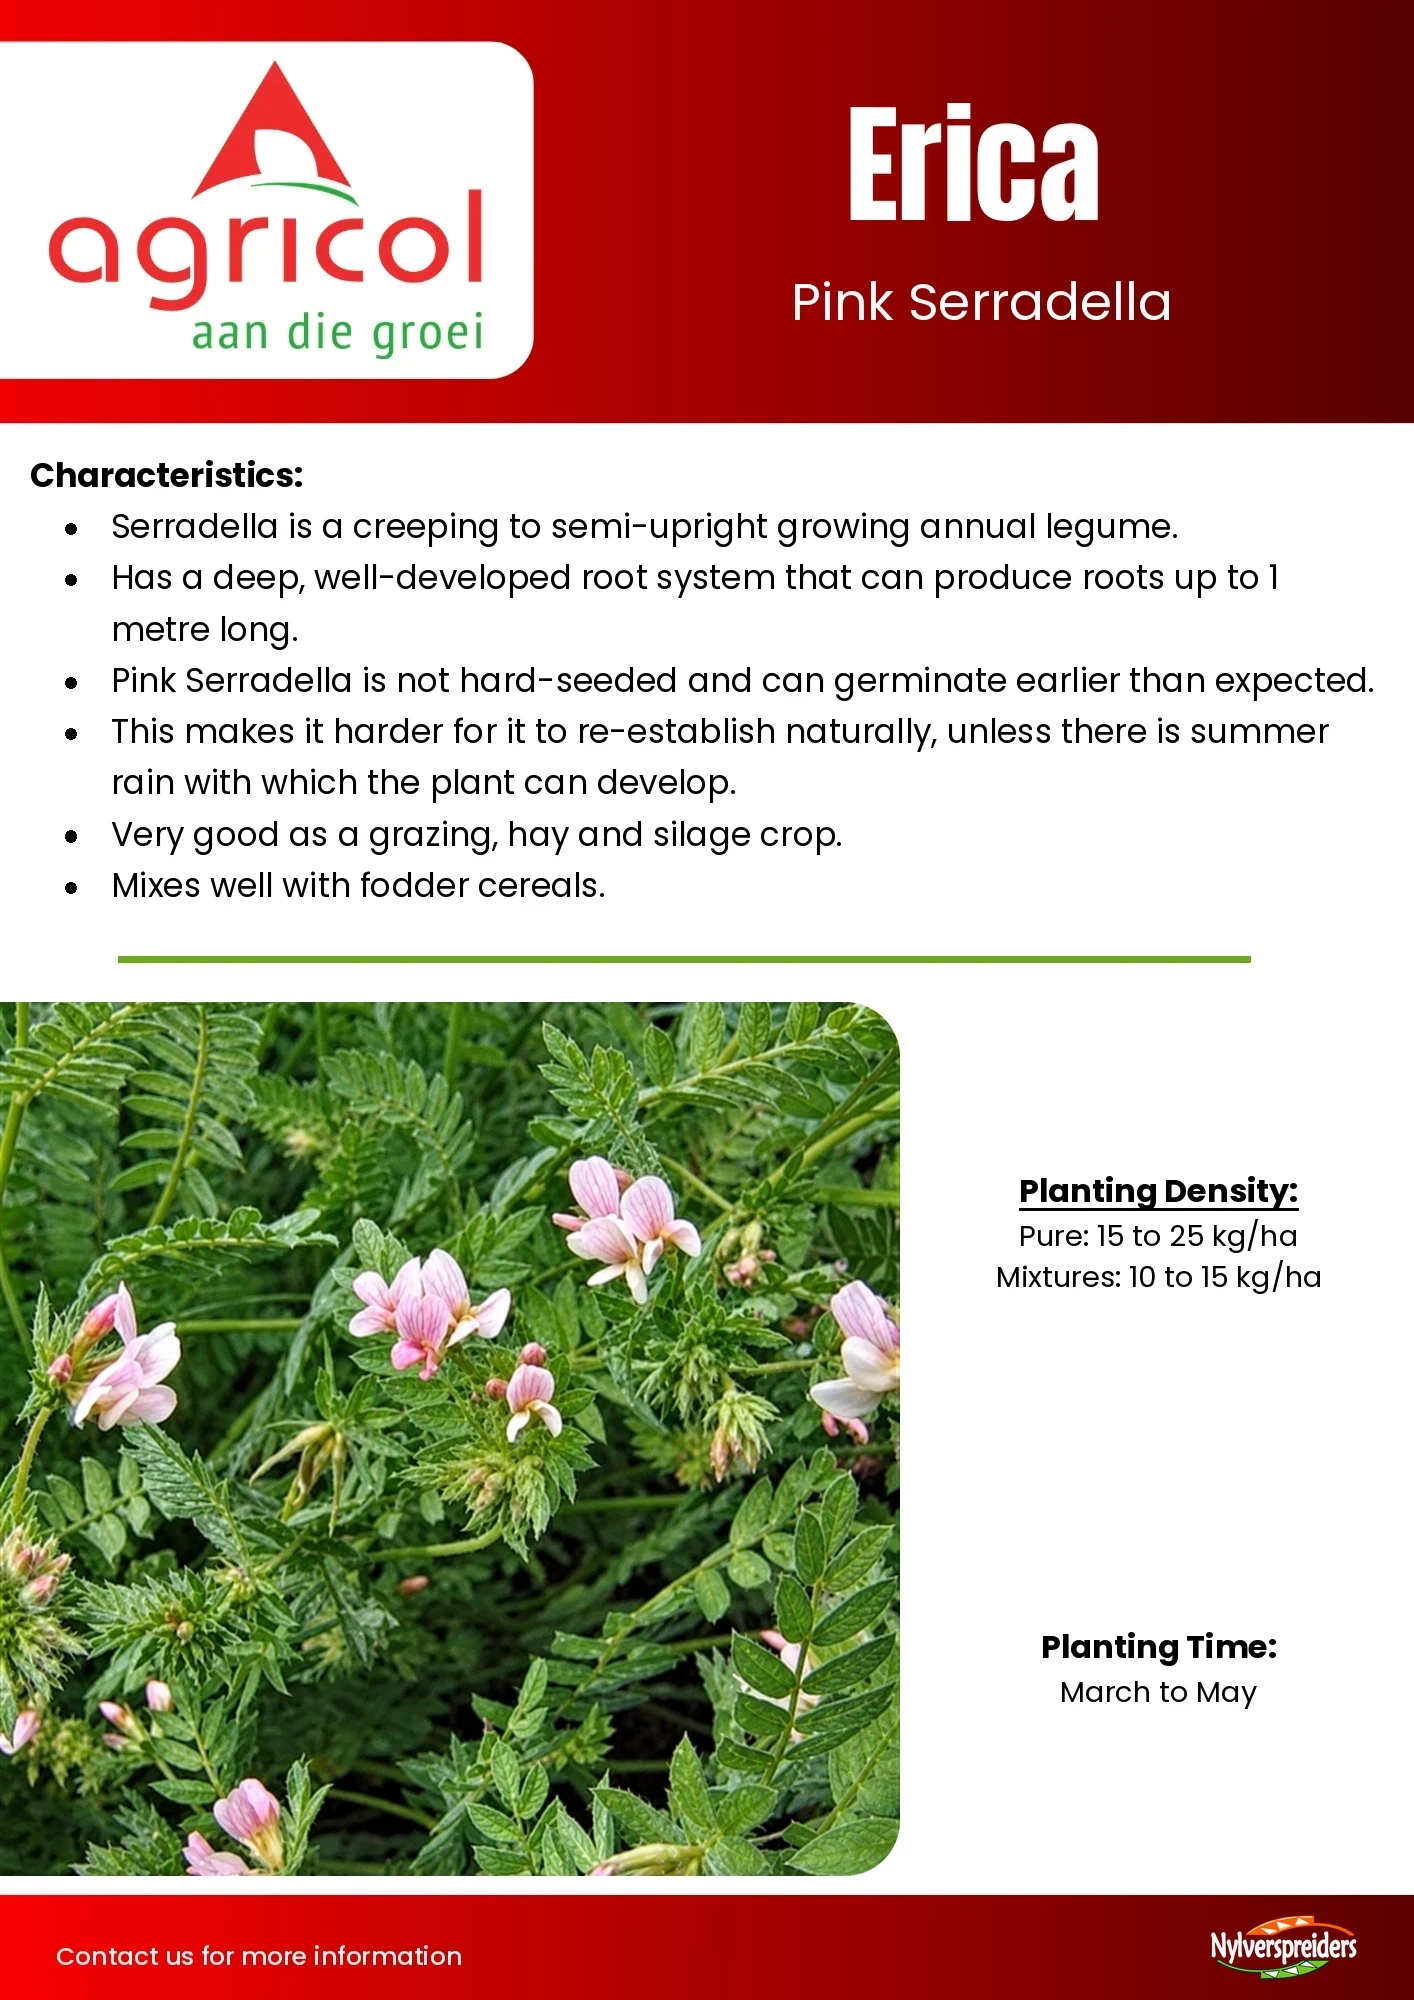 agricol
aan die groei
Erica
Pink Serradella
Characteristics:
• Serradella is a creeping to semi-upright growing annual legume.
• Has a deep, well-developed root system that can produce roots up to 1
metre long.
• Pink Serradella is not hard-seeded and can germinate earlier than expected.
• This makes it harder for it to re-establish naturally, unless there is summer
rain with which the plant can develop.
• Very good as a grazing, hay and silage crop.
• Mixes well with fodder cereals.
Planting Density:
Pure: 15 to 25 kg/ha
Mixtures: 10 to 15 kg/ha
Planting Time:
March to May
Contact us for more information
Nylverspreiders